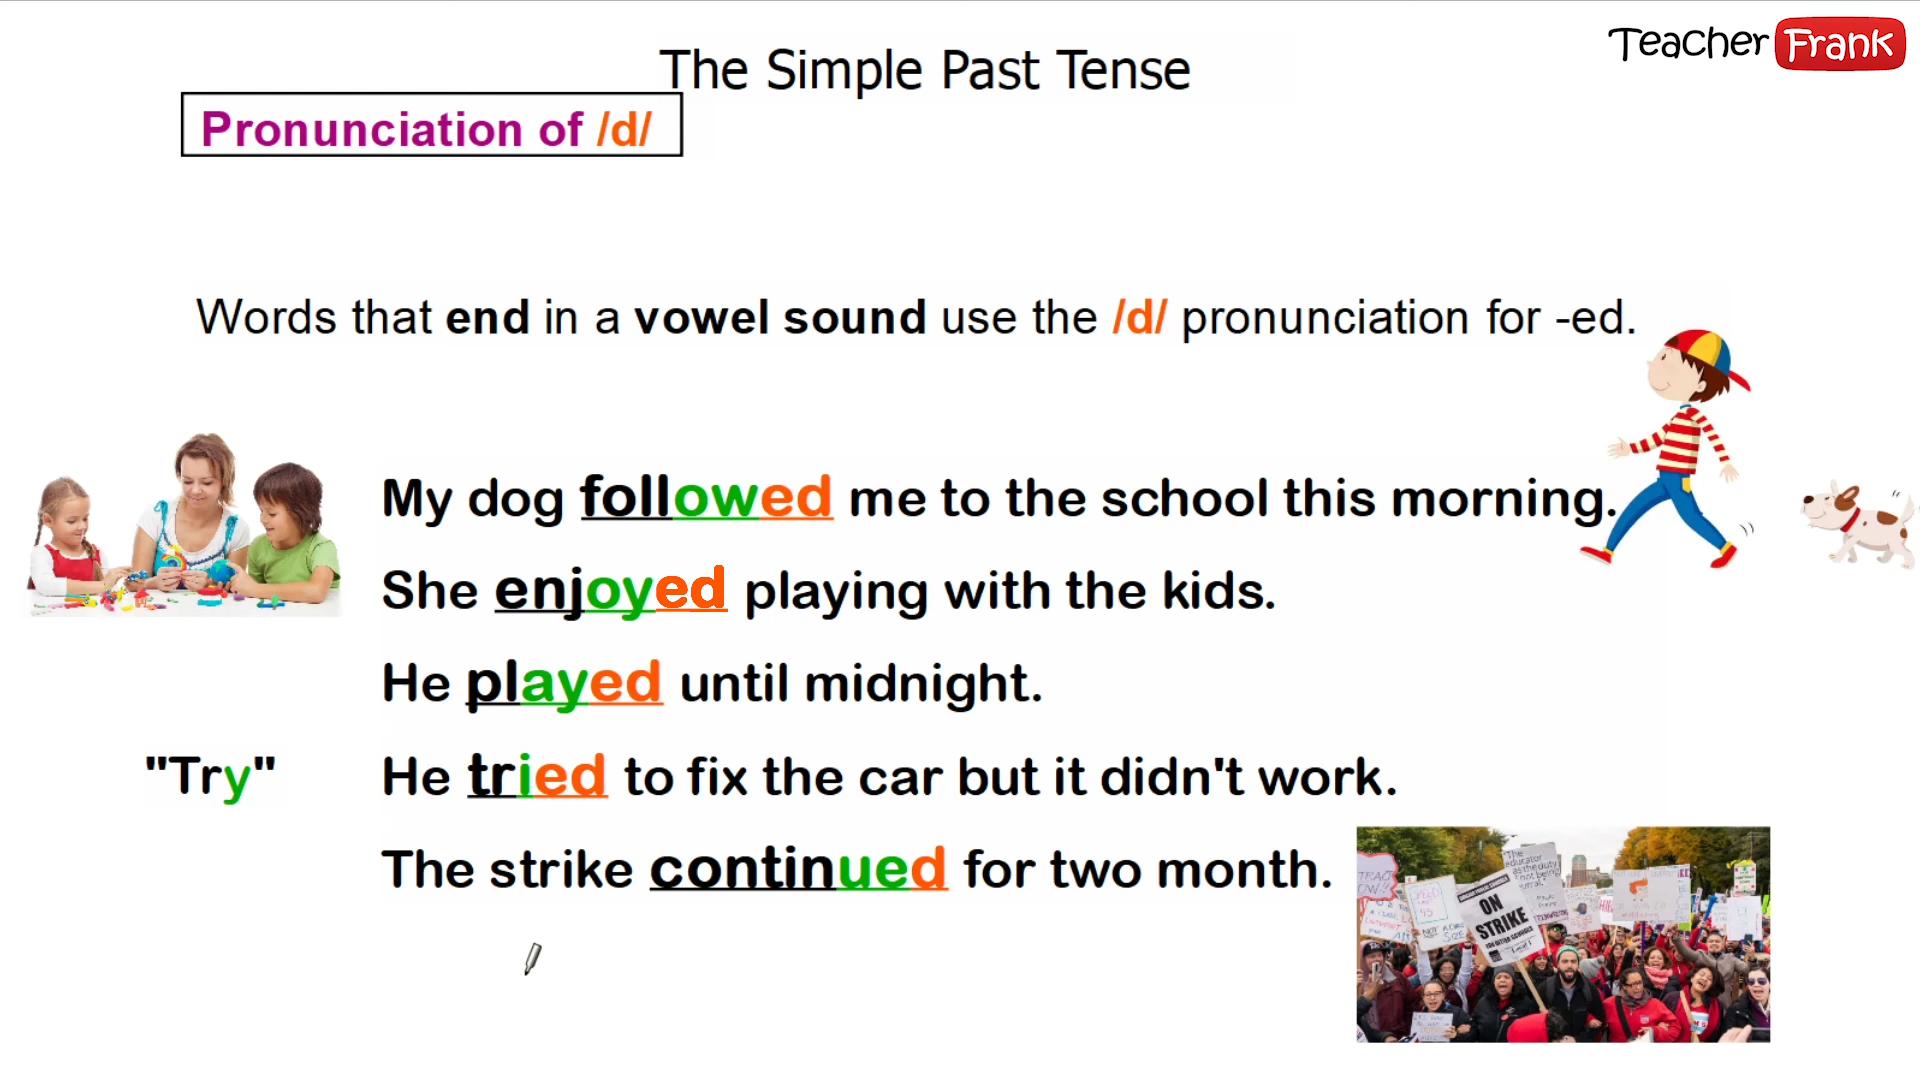 The Simple Past Tense
Teacher Frank
Pronunciation of /d/
Words that end in a vowel sound use the /d/ pronunciation for -ed.
My dog followed me to the school this morning.
She enjoyed playing with the kids.
He played until midnight.
"Try" He tried to fix the car but it didn't work.
The strike continued for two month.
ON
STRIKE